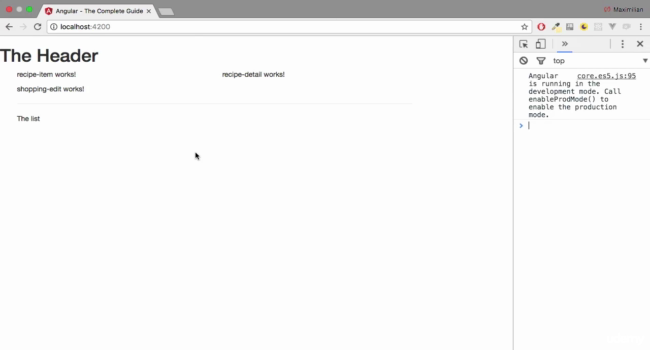 Angular - The Complete Guide
Maximilian
localhost:4200
The Header
recipe-item works!
recipe-detail works!
shopping-edit works!
The list
top
Angular core.es5.js:95
is running in the
development mode. Call
enableProdMode() to
enable the production
mode.